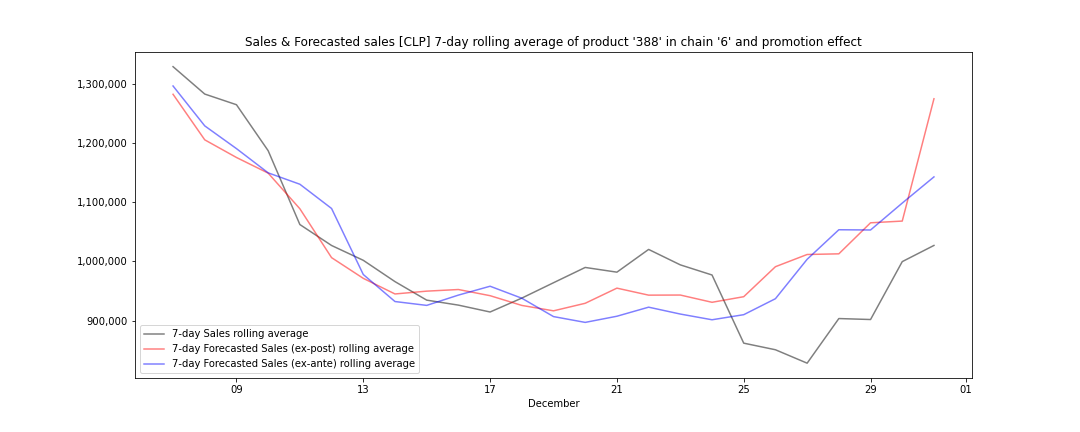 Sales & Forecasted sales [CLP] 7-day rolling average of product '388' in chain '6' and promotion effect
1,300,000
1,200,000
1,100,000
1,000,000
900,000
7-day Sales rolling average
7-day Forecasted Sales (ex-post) rolling average
7-day Forecasted Sales (ex-ante) rolling average
09 13 17 21 25 29 01
December